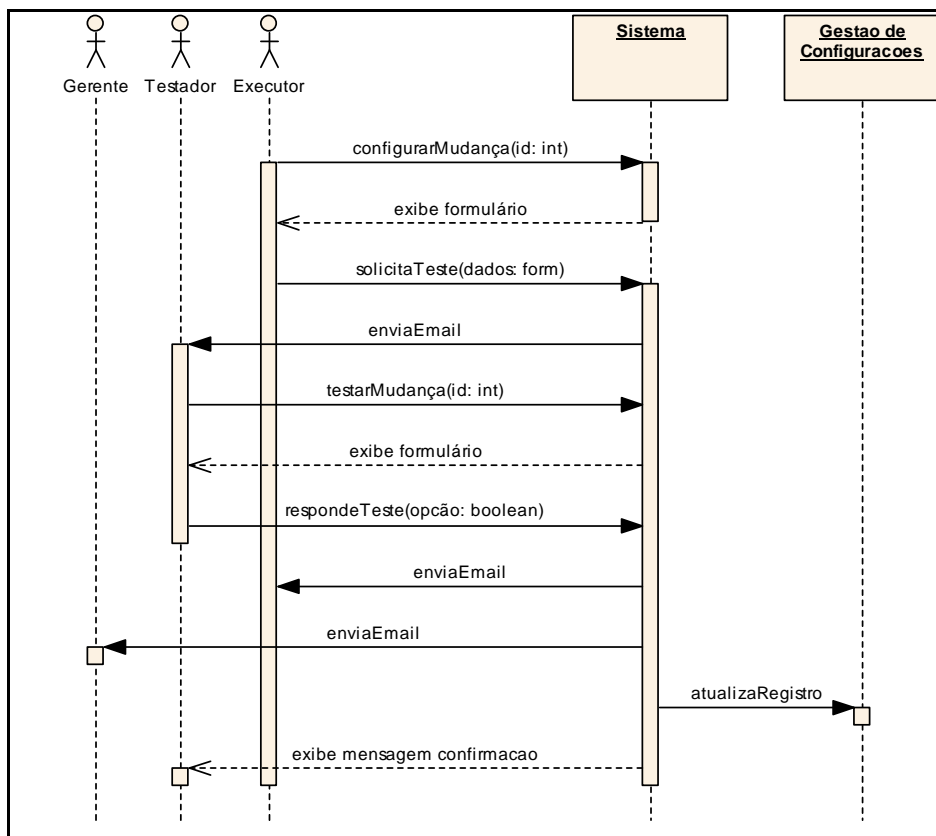 Sistema
Gestao de
Configuracoes
Gerente
Testador
Executor
configurarMudança(id: int)
exibe formulário
solicitaTeste(dados: form)
enviaEmail
testarMudança(id: int)
exibe formulário
respondeTeste(opcão: boolean)
enviaEmail
enviaEmail
atualizaRegistro
exibe mensagem confirmacao